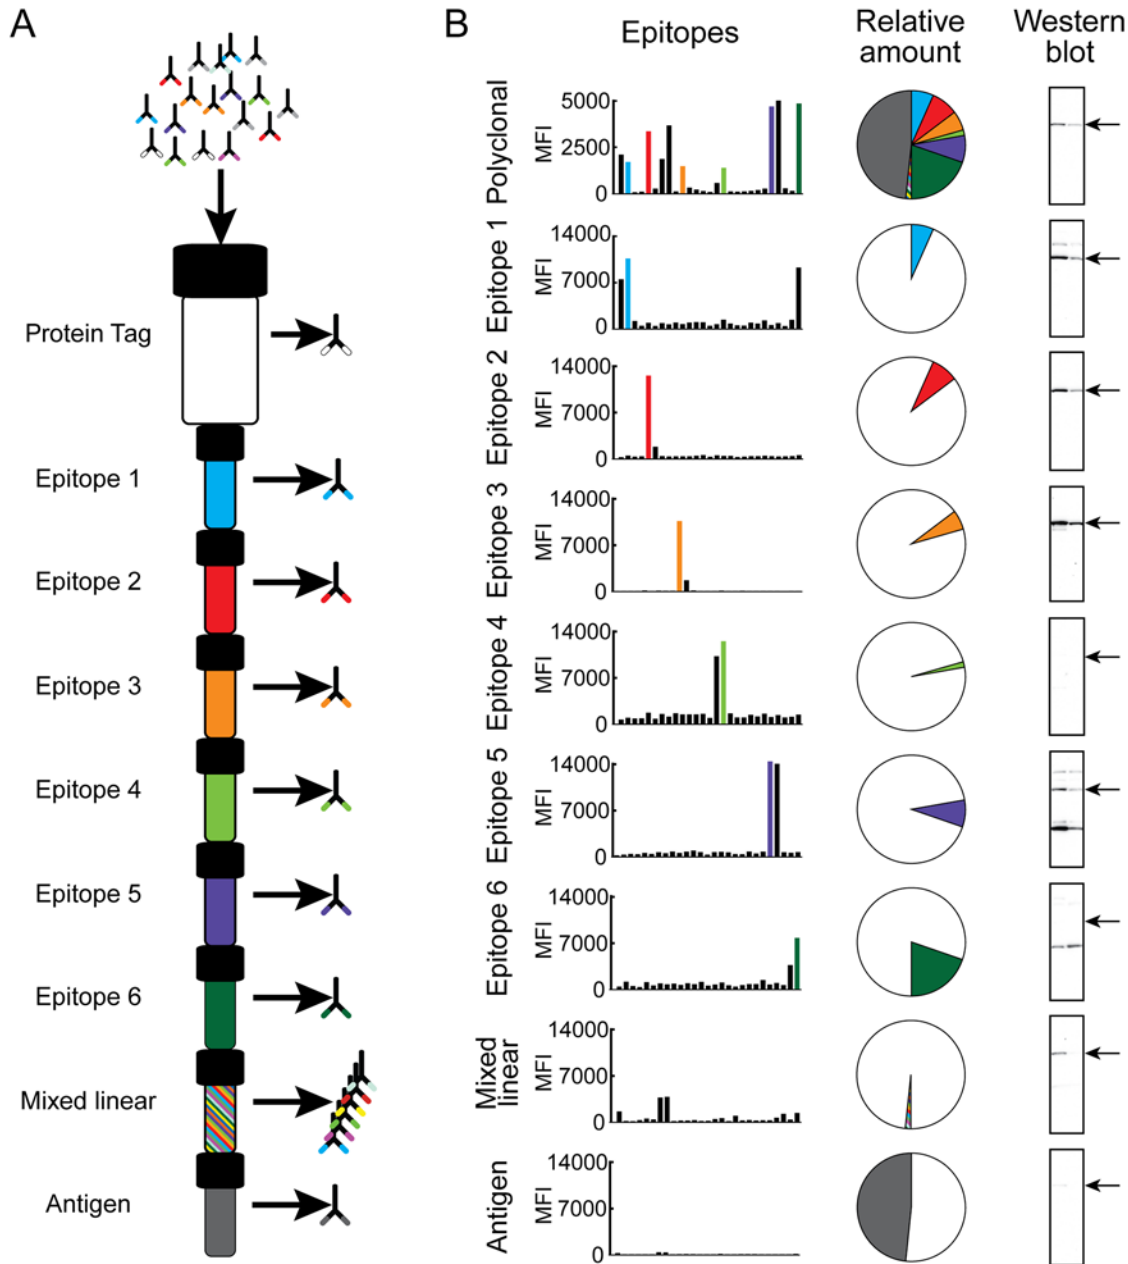 A
Protein Tag
Epitope 1
Epitope 2
Epitope 3
Epitope 4
Epitope 5
Epitope 6
Mixed linear
Antigen
B
Epitopes
Relative
amount
Western
blot
Polyclonal
MFI
5000
2500
0
Epitope 1
MFI
14000
7000
0
Epitope 2
MFI
14000
7000
0
Epitope 3
MFI
14000
7000
0
Epitope 4
MFI
14000
7000
0
Epitope 5
MFI
14000
7000
0
Epitope 6
MFI
14000
7000
0
Mixed
linear
MFI
14000
7000
0
Antigen
MFI
14000
7000
0